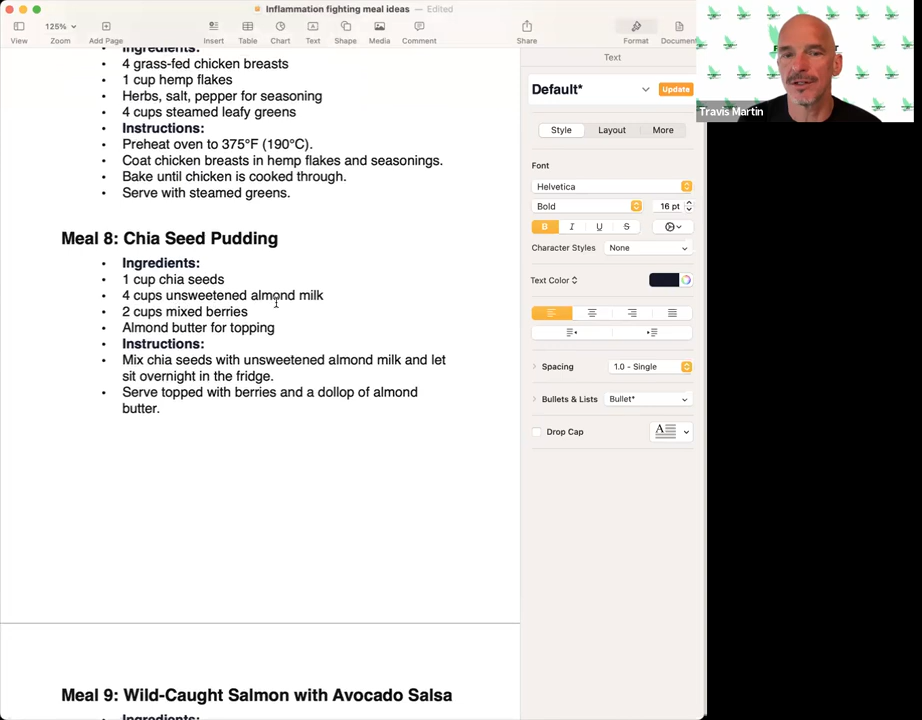 Inflammation fighting meal ideas — Edited
125%
View
Zoom
Add Page
Insert
Table
Chart
Text
Shape
Media
Comment
Share
Format
Document
Ingredients:
• 4 grass-fed chicken breasts
• 1 cup hemp flakes
• Herbs, salt, pepper for seasoning
• 4 cups steamed leafy greens
• Instructions:
• Preheat oven to 375°F (190°C).
• Coat chicken breasts in hemp flakes and seasonings.
• Bake until chicken is cooked through.
• Serve with steamed greens.
Meal 8: Chia Seed Pudding
• Ingredients:
• 1 cup chia seeds
• 4 cups unsweetened almond milk
• 2 cups mixed berries
• Almond butter for topping
• Instructions:
• Mix chia seeds with unsweetened almond milk and let
sit overnight in the fridge.
• Serve topped with berries and a dollop of almond
butter.
Meal 9: Wild-Caught Salmon with Avocado Salsa
Ingredients:
Text
Default*
Update
Style
Layout
More
Font
Helvetica
Bold
16 pt
B I U S
Character Styles
None
Text Color
Spacing
1.0 - Single
Bullets & Lists
Bullet*
Drop Cap
A
Travis Martin